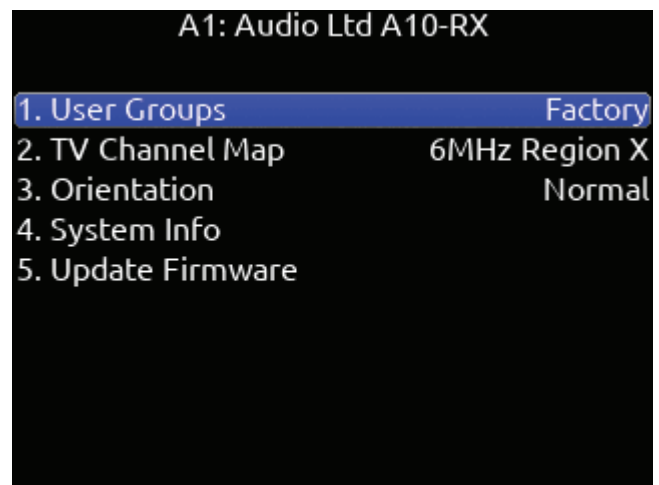 A1: Audio Ltd A10-RX
1. User Groups Factory
2. TV Channel Map 6MHz Region X
3. Orientation Normal
4. System Info
5. Update Firmware